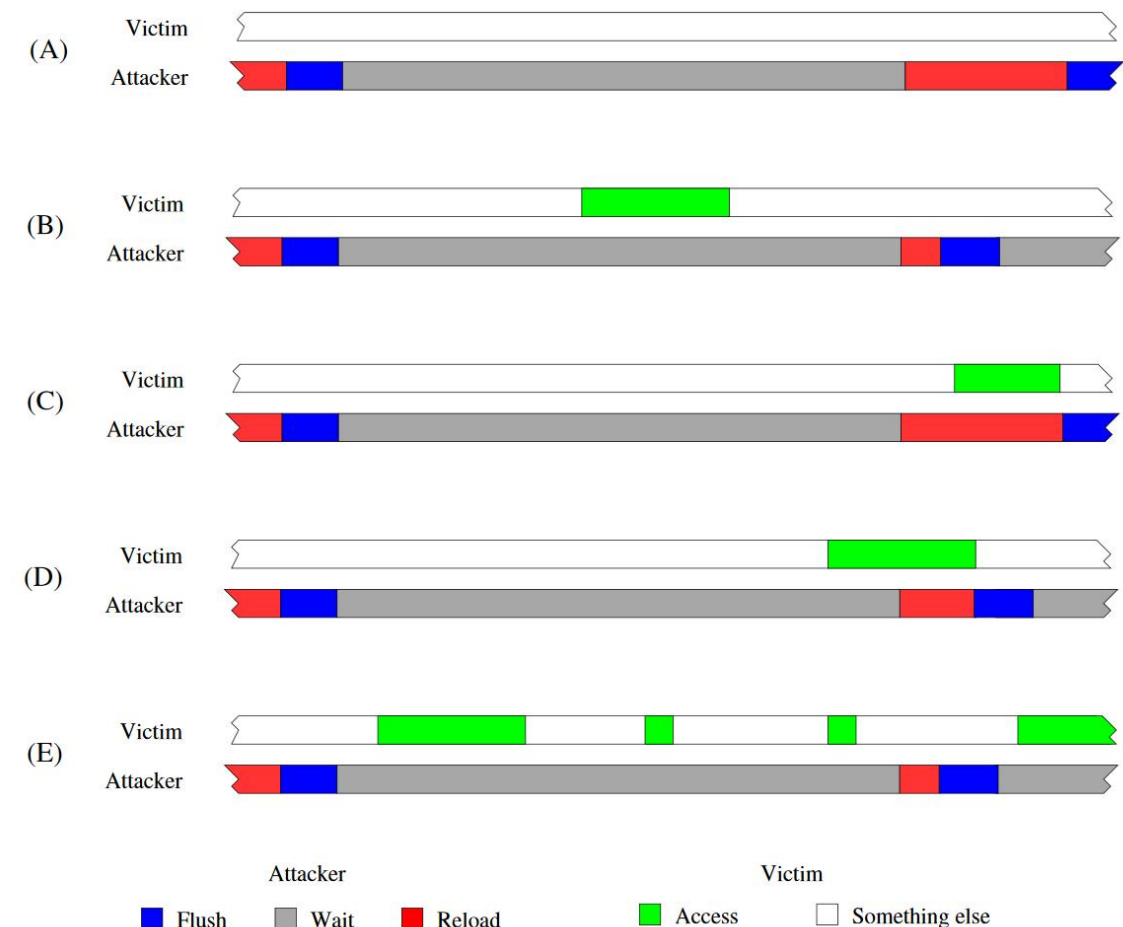 Victim
(A)
Attacker
Victim
(B)
Attacker
Victim
(C)
Attacker
Victim
(D)
Attacker
Victim
(E)
Attacker
Attacker Victim
Flush Wait Reload Access Something else